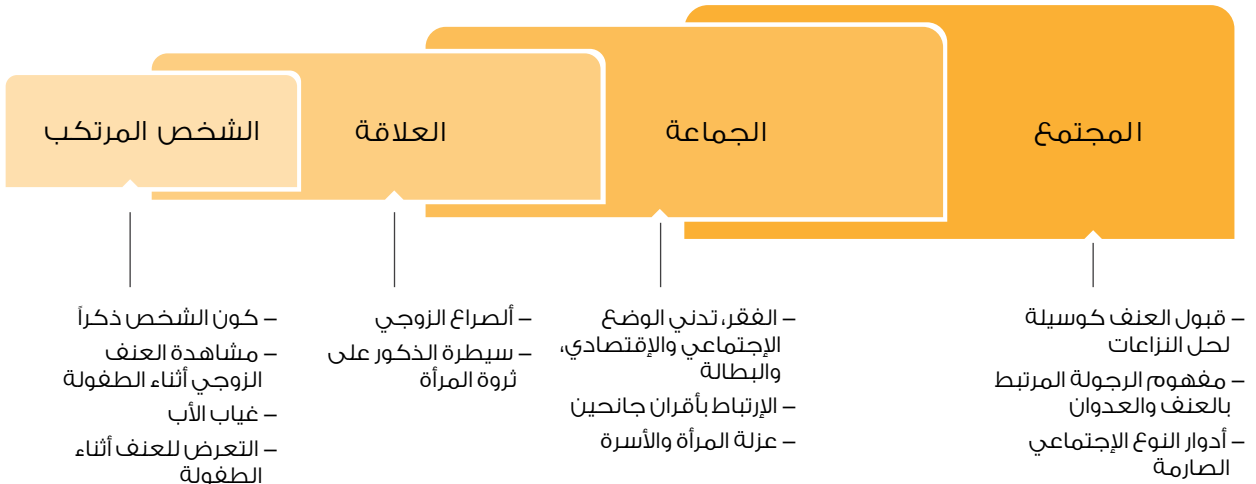 المجتمع
الجماعة
العلاقة
الشخص المرتكب
– قبول العنف كوسيلة
لحل النزاعات
– مفهوم الرجولة المرتبط
بالعنف والعدوان
– أدوار النوع الإجتماعي
الصارمة
– الفقر، تدني الوضع
الإجتماعي والإقتصادي،
والبطالة
– الإرتباط بأقران جانحين
– عزلة المرأة والأسرة
– ألصراع الزوجي
– سيطرة الذكور على
ثروة المرأة
– كون الشخص ذكراً
– مشاهدة العنف
الزوجي أثناء الطفولة
– غياب الأب
– التعرض للعنف أثناء
الطفولة